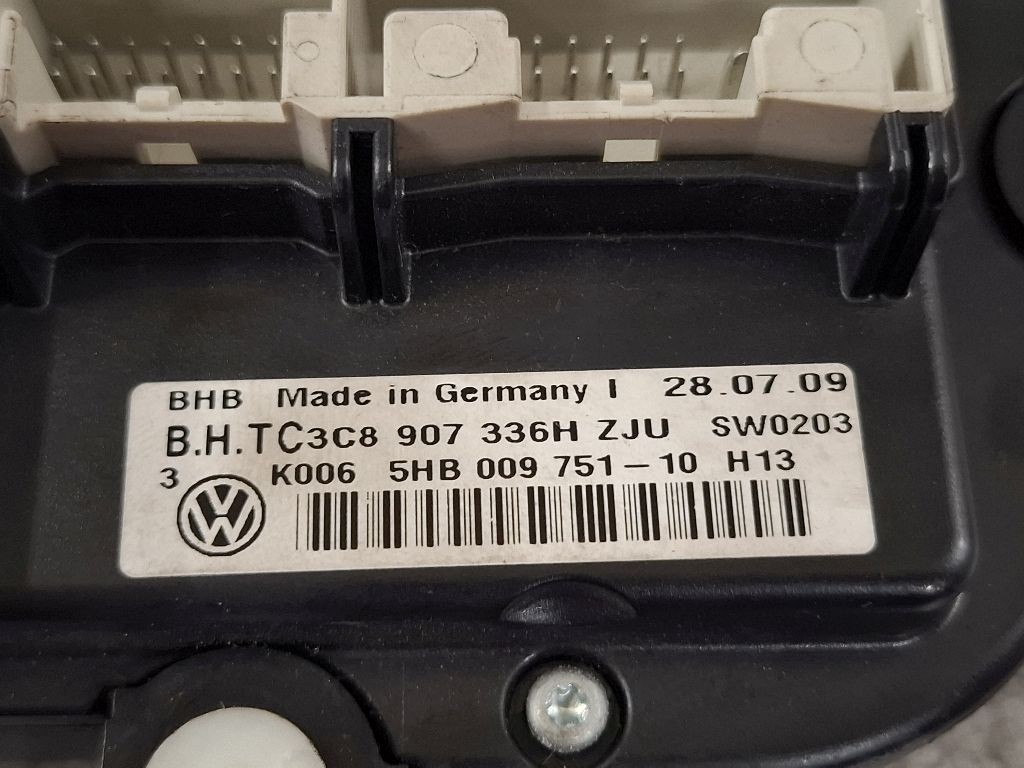 BHB Made in Germany I 28.07.09
B.H.TC3C8 907 336H ZJU SW0203
3 K006 5HB 009 751-10 H13